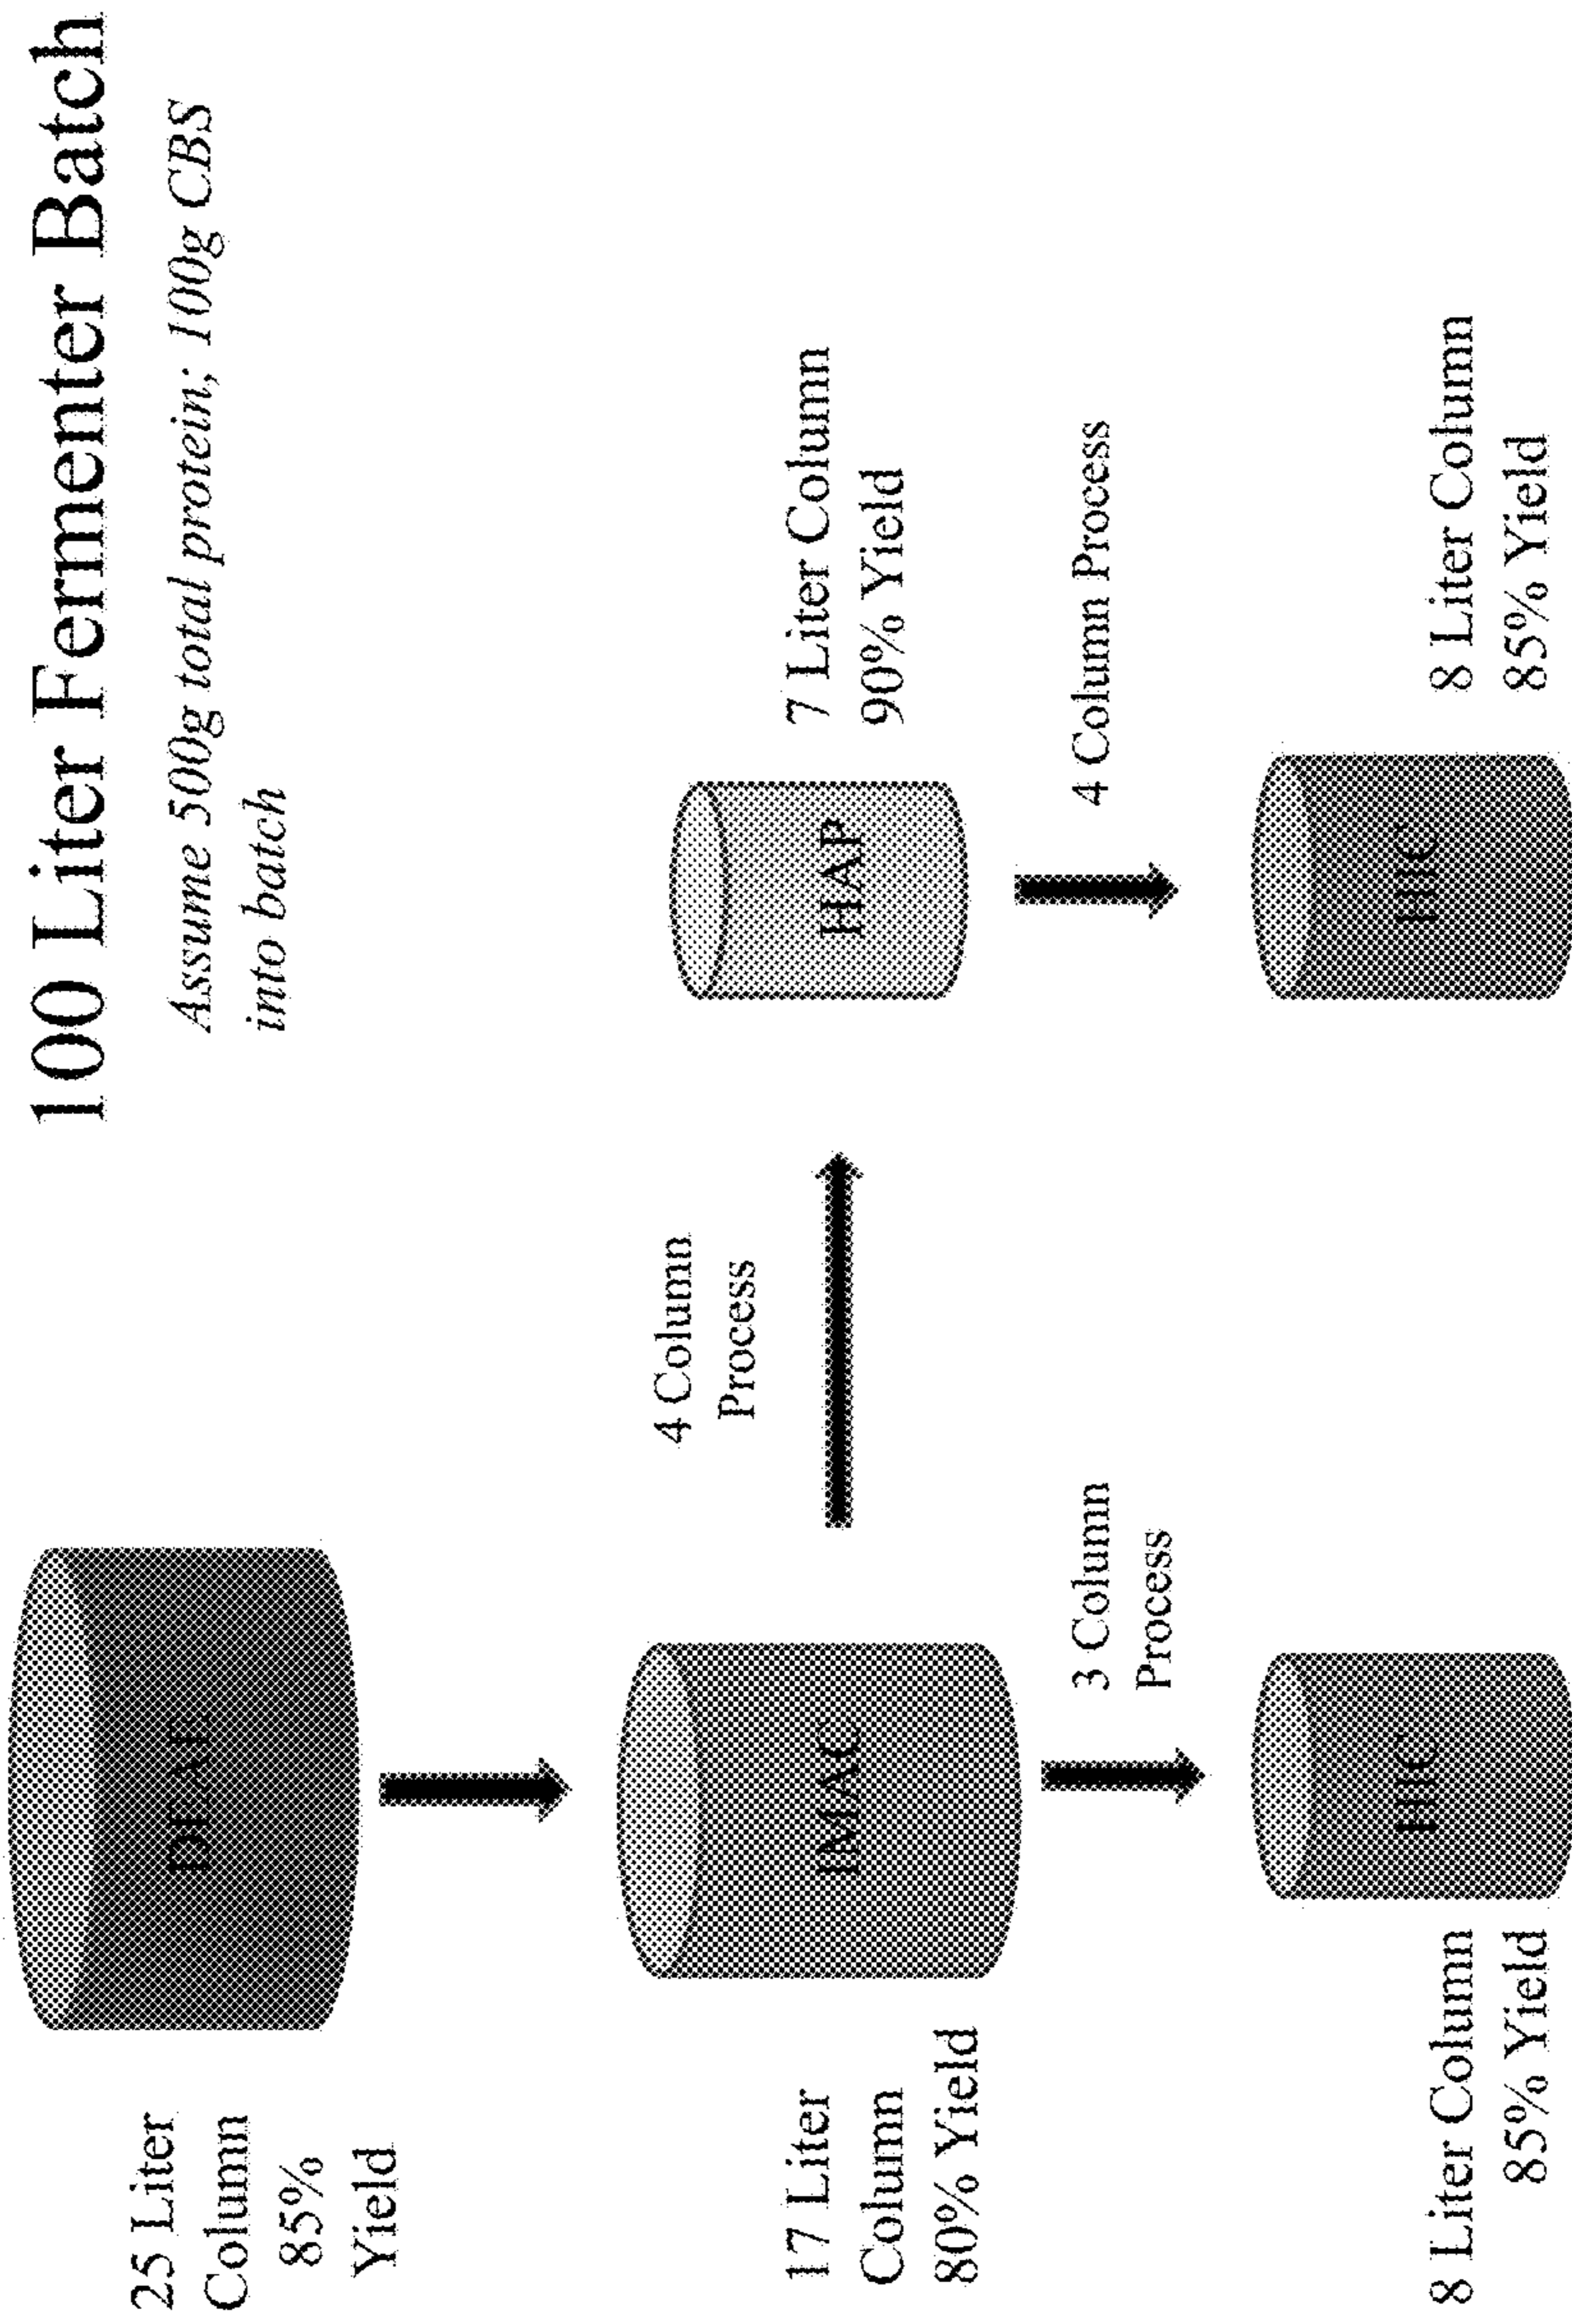 100 Liter Fermenter Batch
Assume 500g total protein; 100g CBS
into batch
25 Liter
Column
85%
Yield
DEAE
17 Liter
Column
80% Yield
IMAC
4 Column
Process
HAP
7 Liter Column
90% Yield
3 Column
Process
4 Column Process
8 Liter Column
85% Yield
HIC
HIC
8 Liter Column
85% Yield